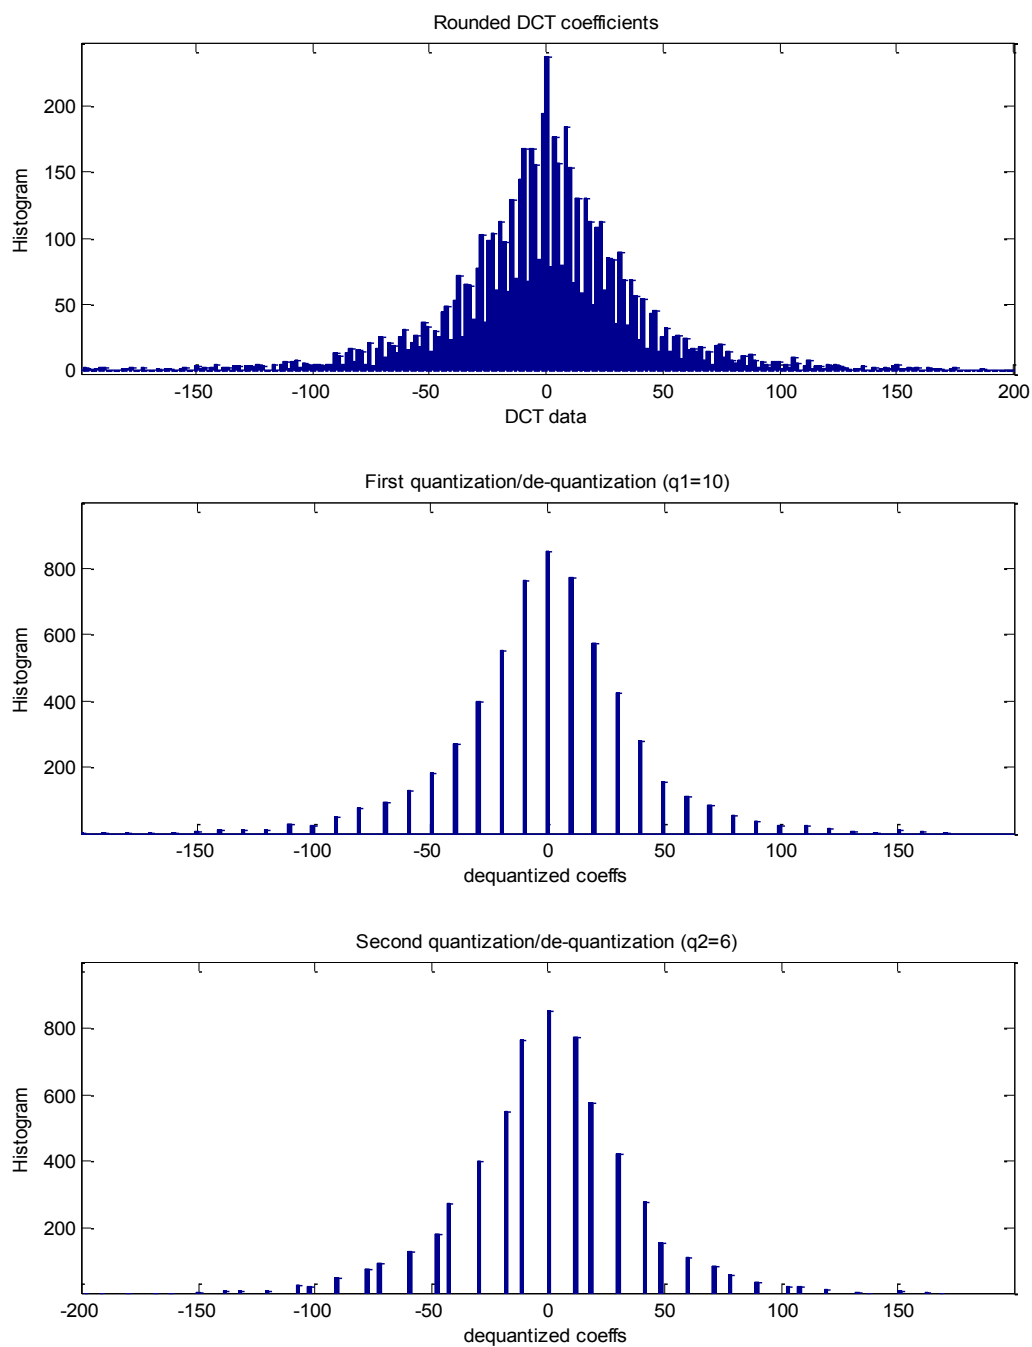 Rounded DCT coefficients
200
150
100
50
0
Histogram
-150 -100 -50 0 50 100 150 200
DCT data
First quantization/de-quantization (q1=10)
800
600
400
200
Histogram
-150 -100 -50 0 50 100 150
dequantized coeffs
Second quantization/de-quantization (q2=6)
800
600
400
200
Histogram
-200 -150 -100 -50 0 50 100 150
dequantized coeffs